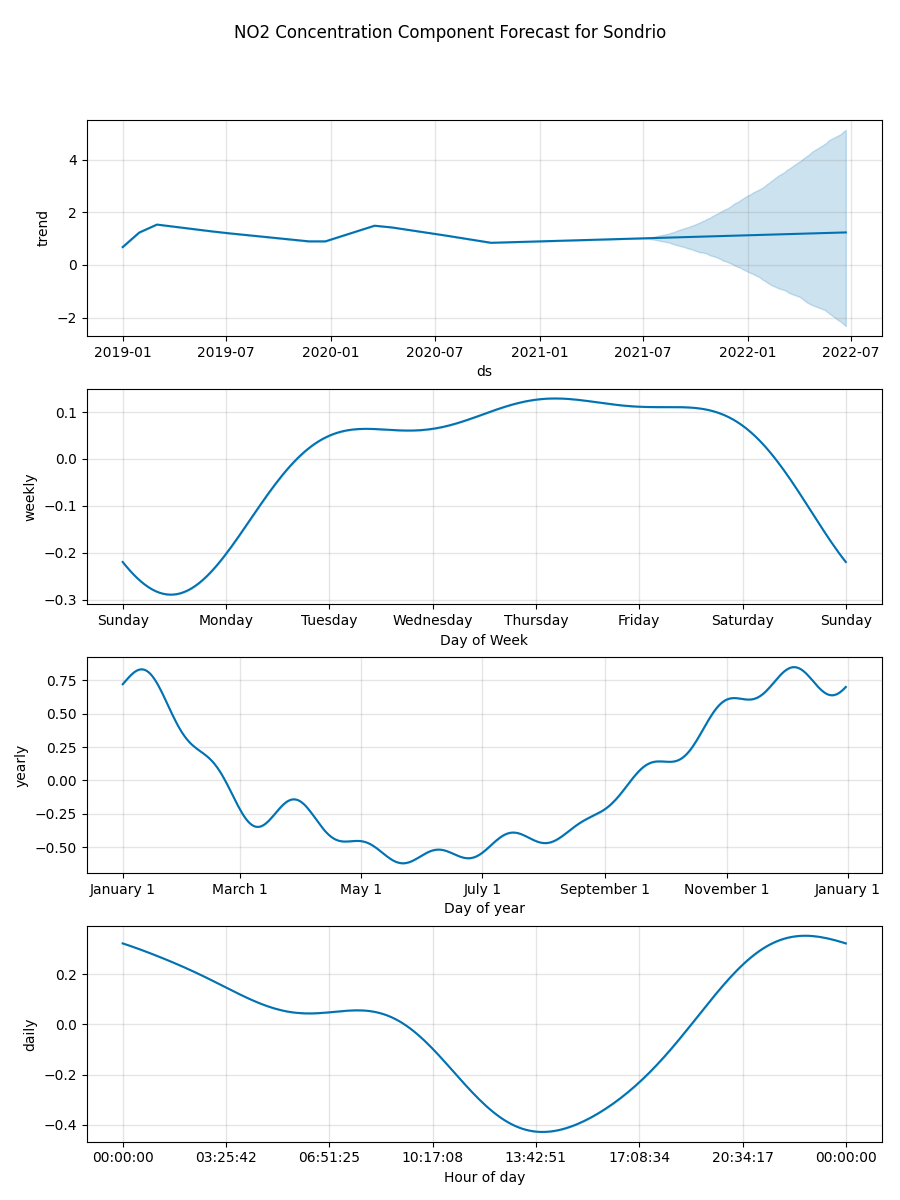 NO2 Concentration Component Forecast for Sondrio
trend
4
2
0
−2
2019-01 2019-07 2020-01 2020-07 2021-01 2021-07 2022-01 2022-07
ds
weekly
0.1
0.0
−0.1
−0.2
−0.3
Sunday Monday Tuesday Wednesday Thursday Friday Saturday Sunday
Day of Week
yearly
0.75
0.50
0.25
0.00
−0.25
−0.50
January 1 March 1 May 1 July 1 September 1 November 1 January 1
Day of year
daily
0.2
0.0
−0.2
−0.4
00:00:00 03:25:42 06:51:25 10:17:08 13:42:51 17:08:34 20:34:17 00:00:00
Hour of day